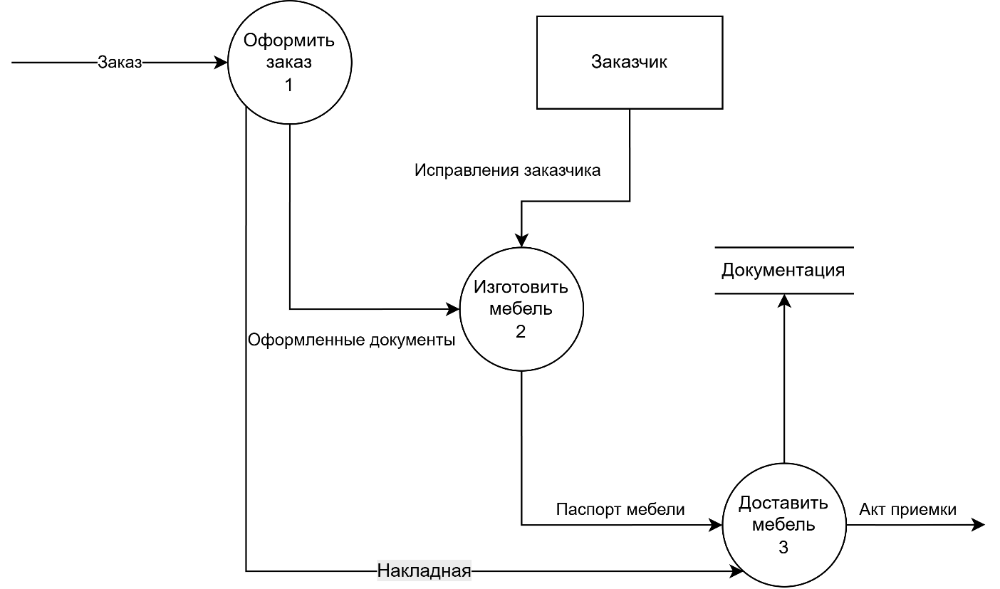 Оформить
заказ
1
Заказ
Заказчик
Исправления заказчика
Документация
Изготовить
мебель
2
Оформленные документы
Доставить
мебель
3
Паспорт мебели
Акт приемки
Накладная